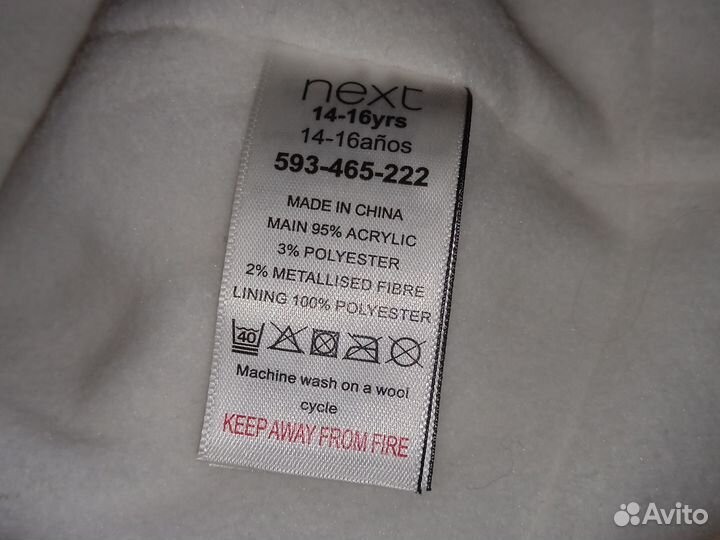 next
14-16yrs
14-16años
593-465-222
MADE IN CHINA
MAIN 95% ACRYLIC
3% POLYESTER
2% METALLISED FIBRE
LINING 100% POLYESTER
40
Machine wash on a wool
cycle
KEEP AWAY FROM FIRE
Avito